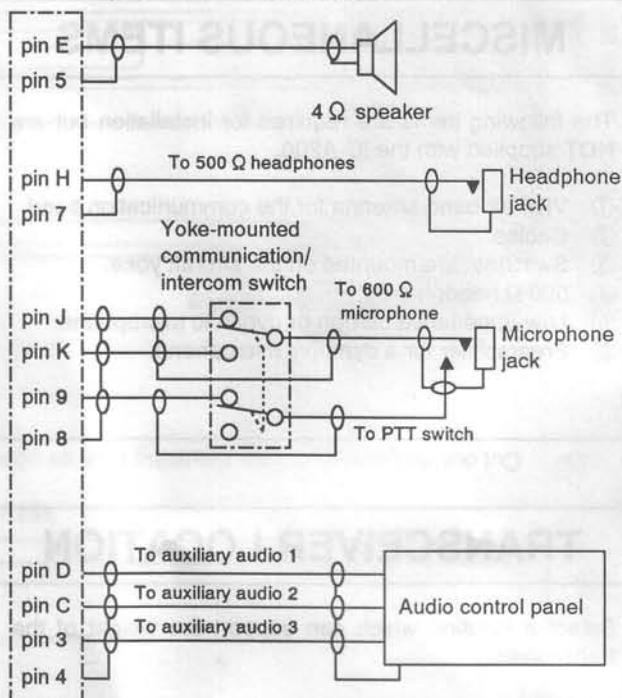 MISCELLANEOUS ITEMS
pin E
pin 5
4 Ω speaker
To 500 Ω headphones
pin H
pin 7
Headphone
jack
Yoke-mounted
communication/
intercom switch
To 600 Ω
microphone
pin J
pin K
Microphone
jack
pin 9
pin 8
To PTT switch
TRANSCEIVER LOCATION
pin D
To auxiliary audio 1
pin C
To auxiliary audio 2
pin 3
To auxiliary audio 3
pin 4
Audio control panel